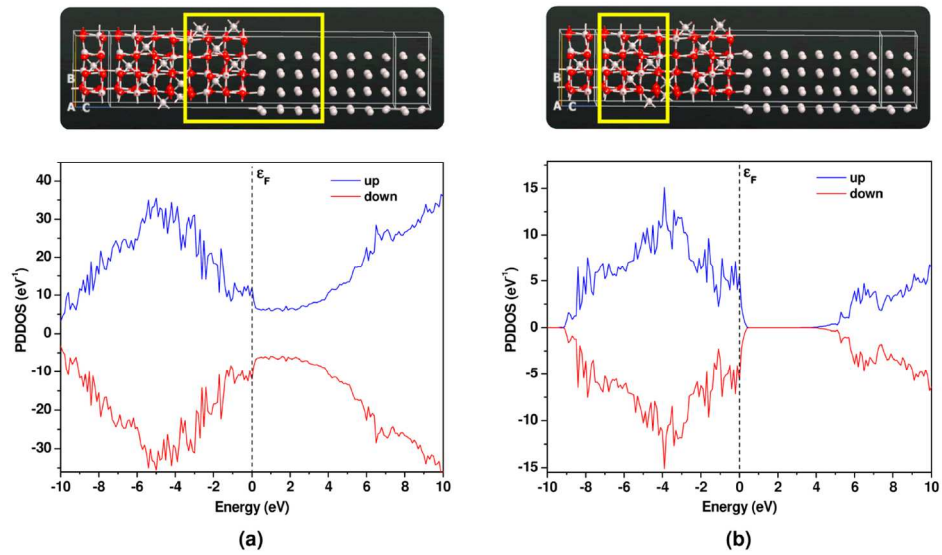 B
A C
B
A C
40
30
20
10
0
-10
-20
-30
PDDOS (eV⁻¹)
εF
up
down
-10 -8 -6 -4 -2 0 2 4 6 8 10
Energy (eV)
(a)
15
10
5
0
-5
-10
-15
PDDOS (eV⁻¹)
εF
up
down
-10 -8 -6 -4 -2 0 2 4 6 8 10
Energy (eV)
(b)